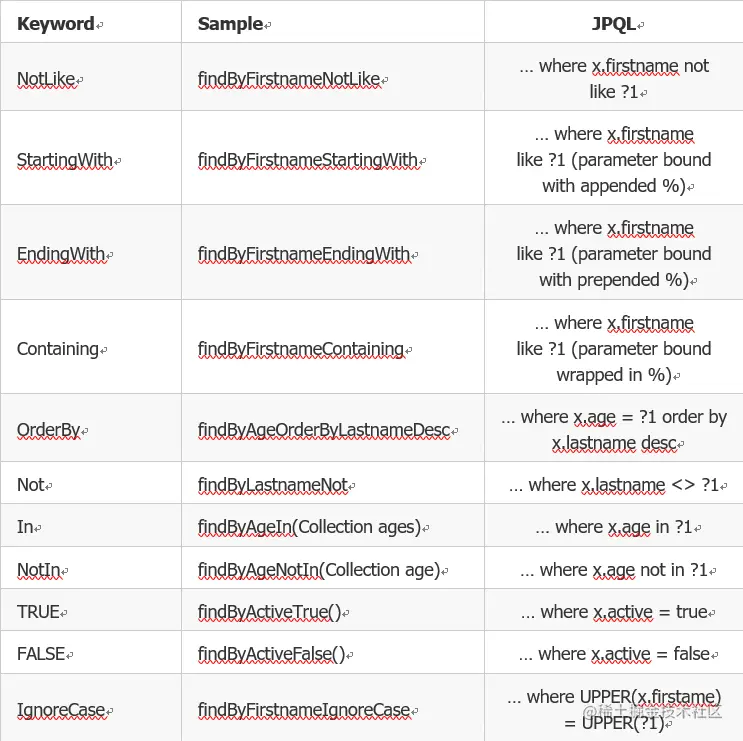 Keyword Sample JPQL
NotLike findByFirstnameNotLike … where x.firstname not
like ?1
StartingWith findByFirstnameStartingWith … where x.firstname
like ?1 (parameter bound
with appended %)
EndingWith findByFirstnameEndingWith … where x.firstname
like ?1 (parameter bound
with prepended %)
Containing findByFirstnameContaining … where x.firstname
like ?1 (parameter bound
wrapped in %)
OrderBy findByAgeOrderByLastnameDesc … where x.age = ?1 order by
x.lastname desc
Not findByLastnameNot … where x.lastname <> ?1
In findByAgeIn(Collection ages) … where x.age in ?1
NotIn findByAgeNotIn(Collection age) … where x.age not in ?1
TRUE findByActiveTrue() … where x.active = true
FALSE findByActiveFalse() … where x.active = false
IgnoreCase findByFirstnameIgnoreCase … where UPPER(x.firstame)
= UPPER(?1)
@稀土掘金技术社区